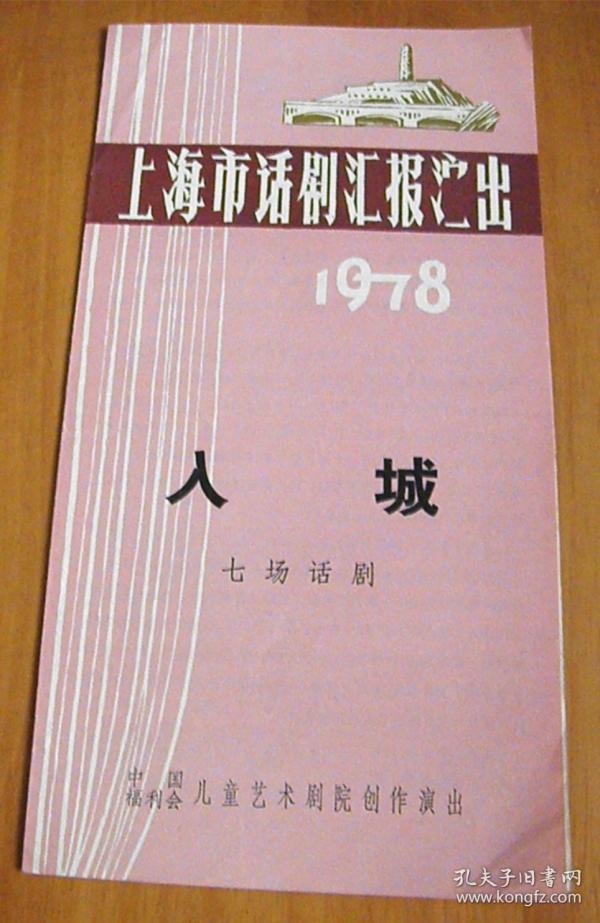 上海市话剧汇报演出
1978
入城
七场话剧
中国
福利会 儿童艺术剧院创作演出
孔夫子旧书网
www.kongfz.com